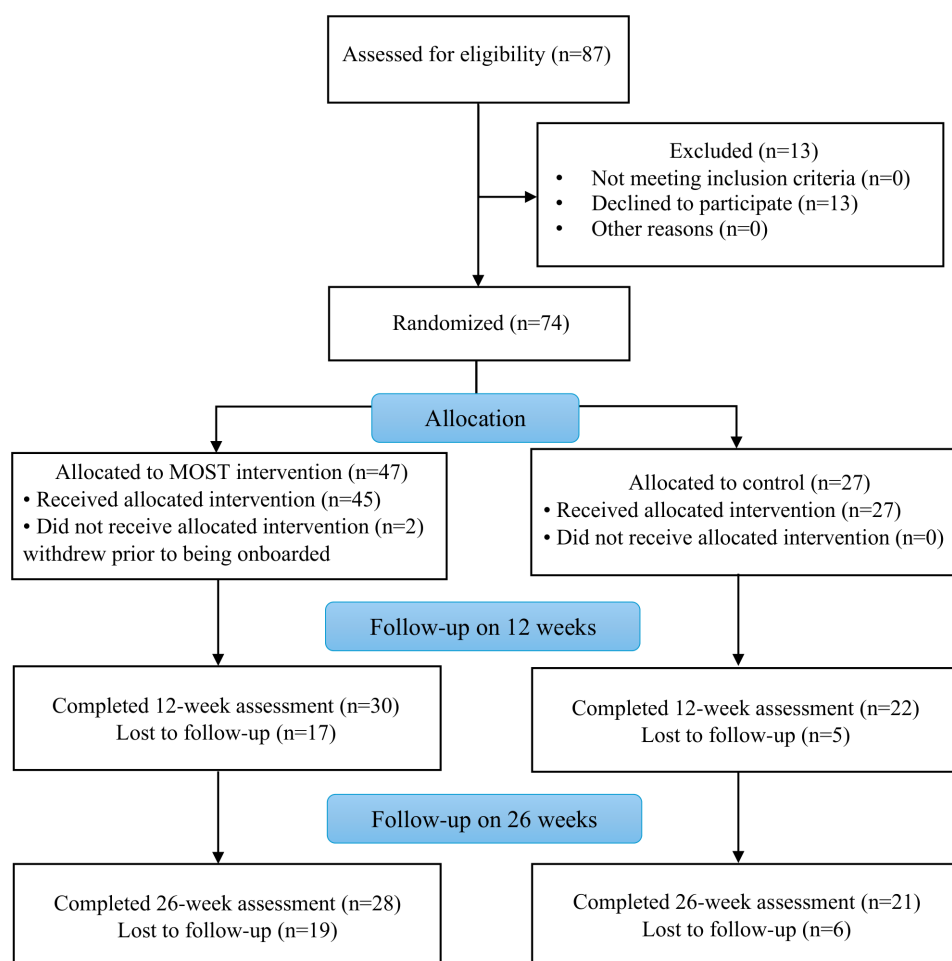 Assessed for eligibility (n=87)
Excluded (n=13)
• Not meeting inclusion criteria (n=0)
• Declined to participate (n=13)
• Other reasons (n=0)
Randomized (n=74)
Allocation
Allocated to MOST intervention (n=47)
• Received allocated intervention (n=45)
• Did not receive allocated intervention (n=2)
withdrew prior to being onboarded
Allocated to control (n=27)
• Received allocated intervention (n=27)
• Did not receive allocated intervention (n=0)
Follow-up on 12 weeks
Completed 12-week assessment (n=30)
Lost to follow-up (n=17)
Completed 12-week assessment (n=22)
Lost to follow-up (n=5)
Follow-up on 26 weeks
Completed 26-week assessment (n=28)
Lost to follow-up (n=19)
Completed 26-week assessment (n=21)
Lost to follow-up (n=6)